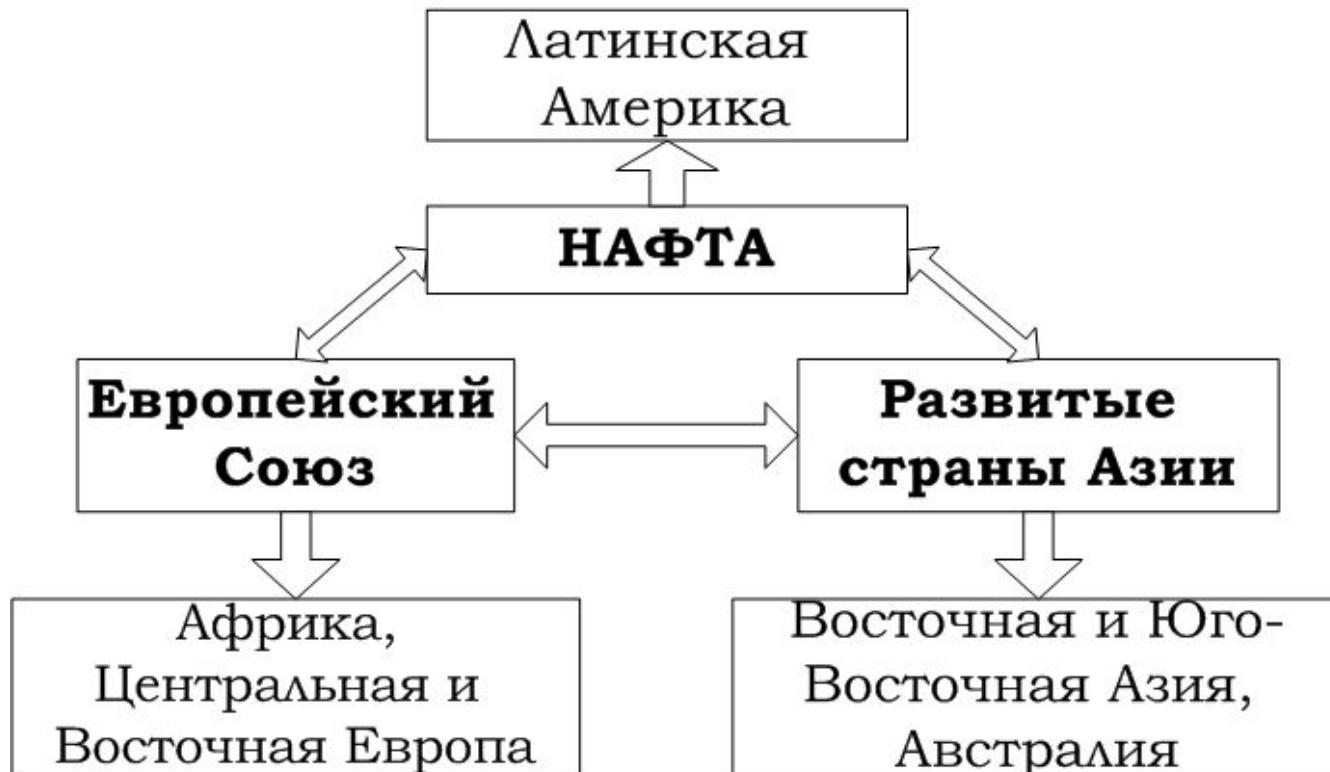 Латинская
Америка
НАФТА
Европейский
Союз
Развитые
страны Азии
Африка,
Центральная и
Восточная Европа
Восточная и Юго-
Восточная Азия,
Австралия